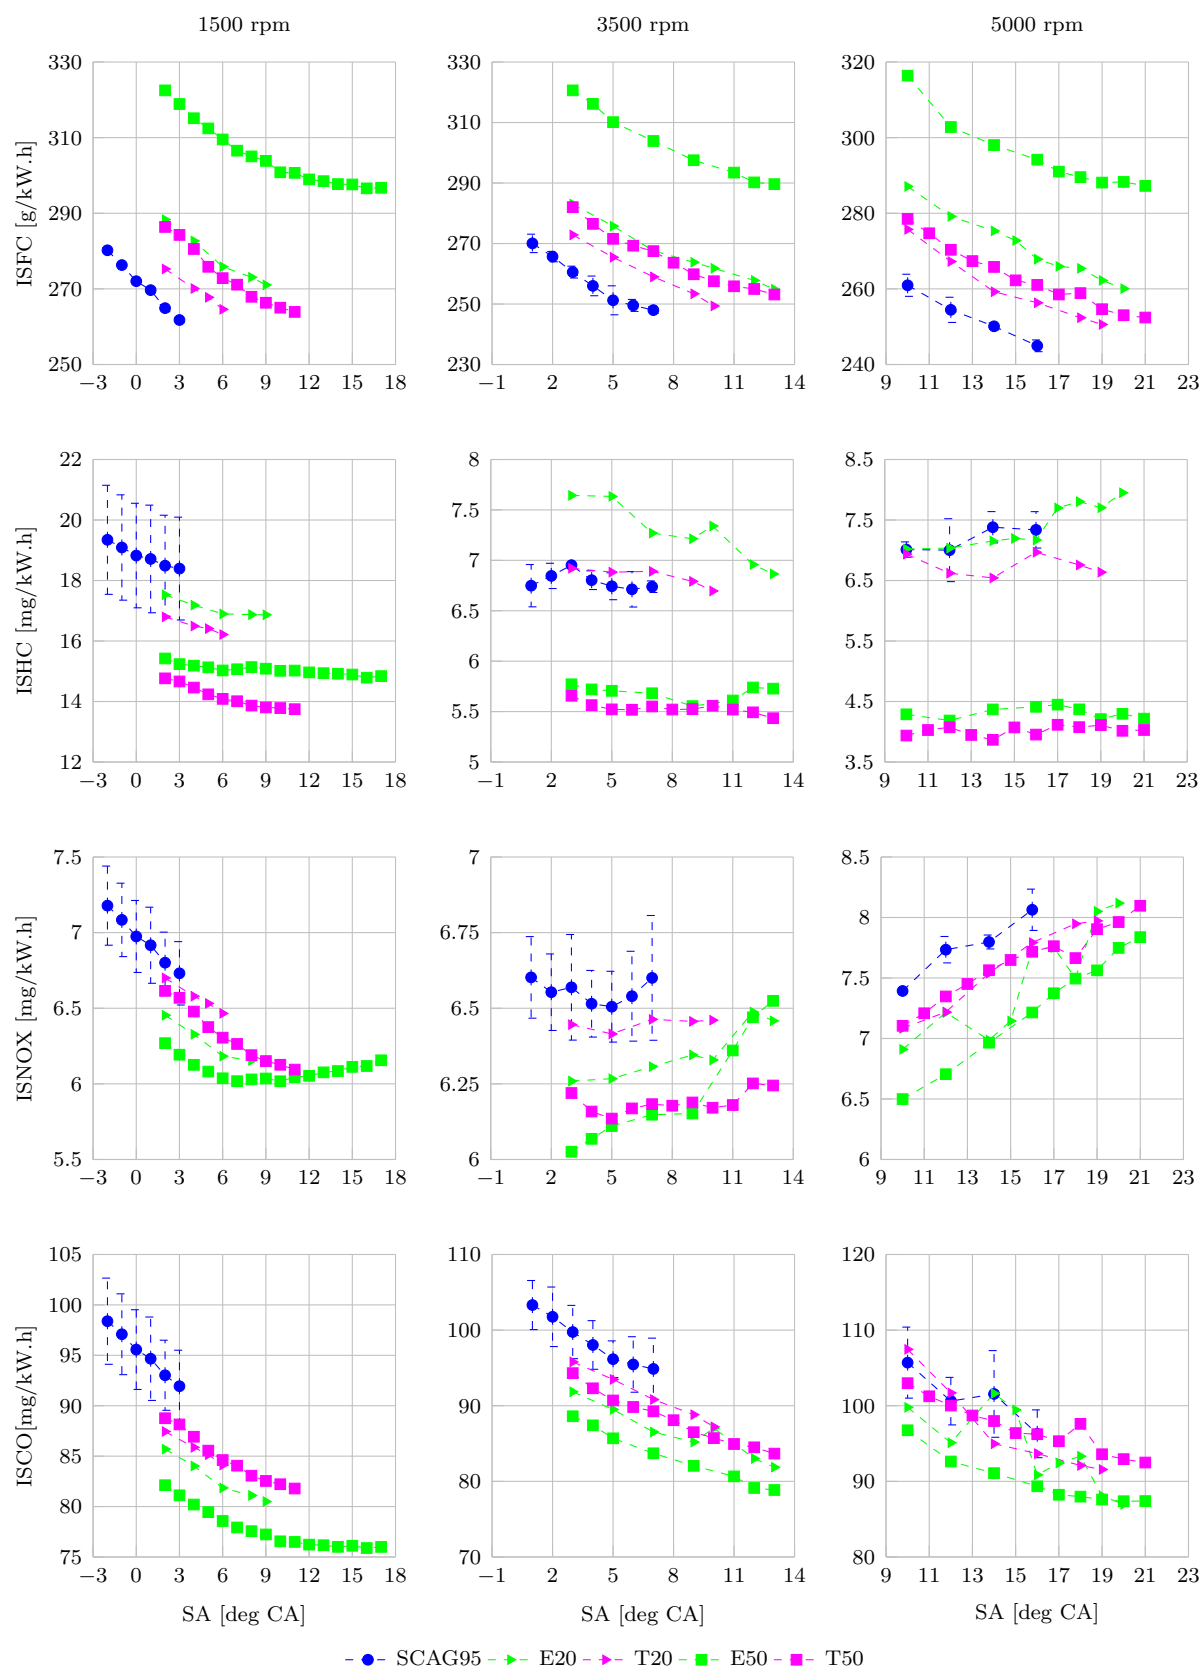 1500 rpm 3500 rpm 5000 rpm
ISFC [g/kW.h]
330 310 290 270 250
−3 0 3 6 9 12 15 18
330 310 290 270 250 230
−1 2 5 8 11 14
320 300 280 260 240
9 11 13 15 17 19 21 23
ISHC [mg/kW.h]
22 20 18 16 14 12
−3 0 3 6 9 12 15 18
8 7.5 7 6.5 6 5.5 5
−1 2 5 8 11 14
8.5 7.5 6.5 5.5 4.5 3.5
9 11 13 15 17 19 21 23
ISNOX [mg/kW.h]
7.5 7 6.5 6 5.5
−3 0 3 6 9 12 15 18
7 6.75 6.5 6.25 6
−1 2 5 8 11 14
8.5 8 7.5 7 6.5 6
9 11 13 15 17 19 21 23
ISCO[mg/kW.h]
105 100 95 90 85 80 75
−3 0 3 6 9 12 15 18
110 100 90 80 70
−1 2 5 8 11 14
120 110 100 90 80
9 11 13 15 17 19 21 23
SA [deg CA] SA [deg CA] SA [deg CA]
SCAG95 E20 T20 E50 T50